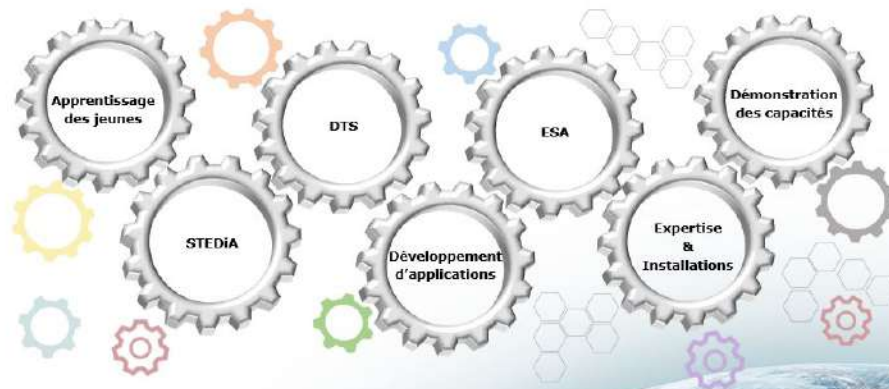 Apprentissage
des jeunes
STEDiA
DTS
Développement
d'applications
ESA
Expertise
&
Installations
Démonstration
des capacités